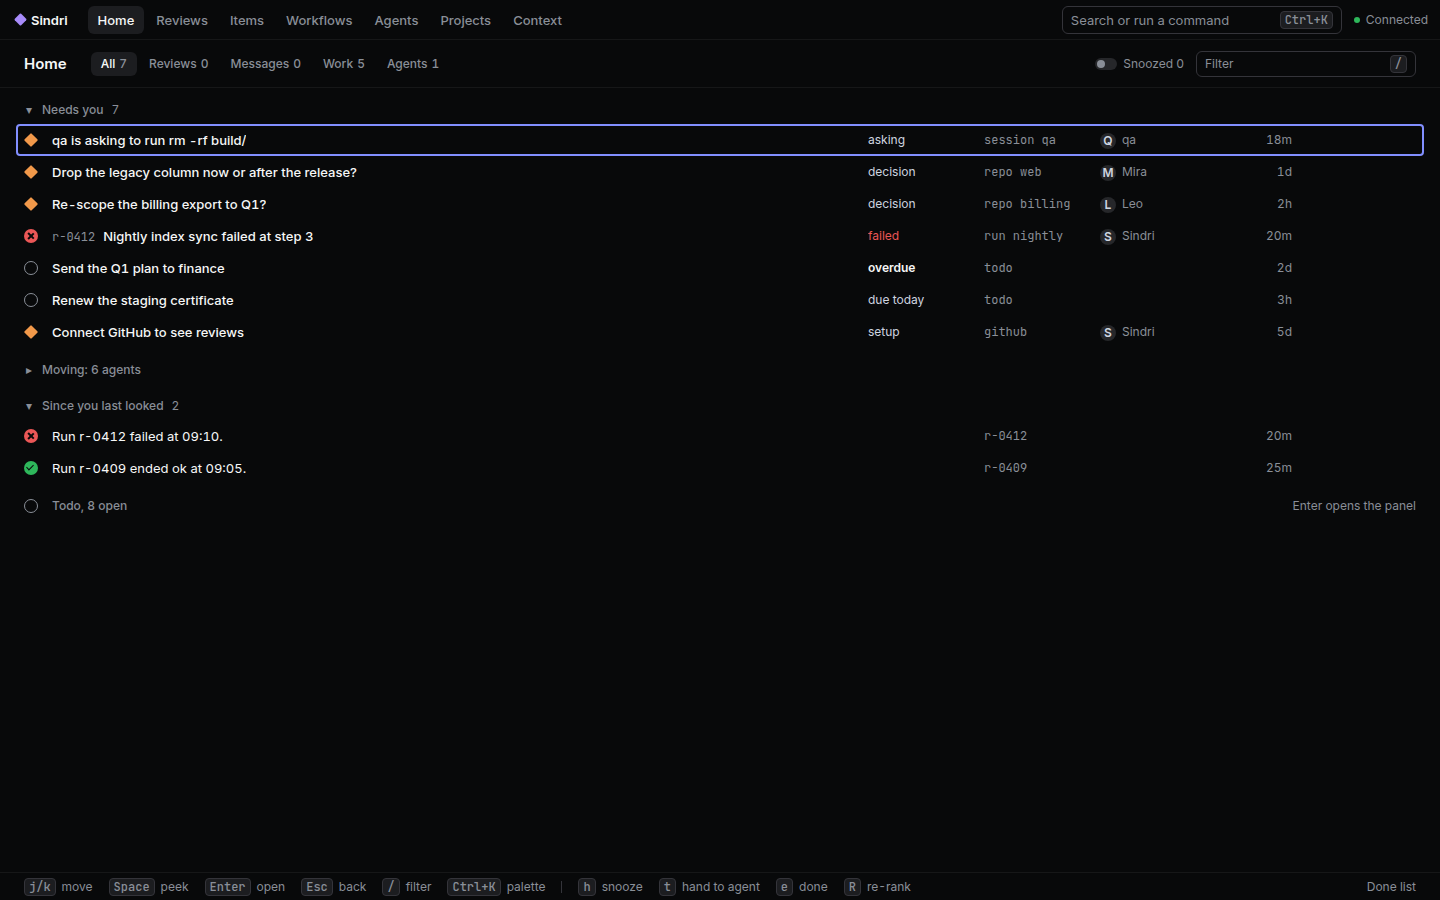 Sindri Home Reviews Items Workflows Agents Projects Context Search or run a command Ctrl+K Connected
Home All 7 Reviews 0 Messages 0 Work 5 Agents 1 Snoozed 0 Filter /
Needs you 7
qa is asking to run rm -rf build/ asking session qa Q qa 18m
Drop the legacy column now or after the release? decision repo web M Mira 1d
Re-scope the billing export to Q1? decision repo billing L Leo 2h
r-0412 Nightly index sync failed at step 3 failed run nightly S Sindri 20m
Send the Q1 plan to finance overdue todo 2d
Renew the staging certificate due today todo 3h
Connect GitHub to see reviews setup github S Sindri 5d
Moving: 6 agents
Since you last looked 2
Run r-0412 failed at 09:10. r-0412 20m
Run r-0409 ended ok at 09:05. r-0409 25m
Todo, 8 open Enter opens the panel
j/k move Space peek Enter open Esc back / filter Ctrl+K palette h snooze t hand to agent e done R re-rank Done list